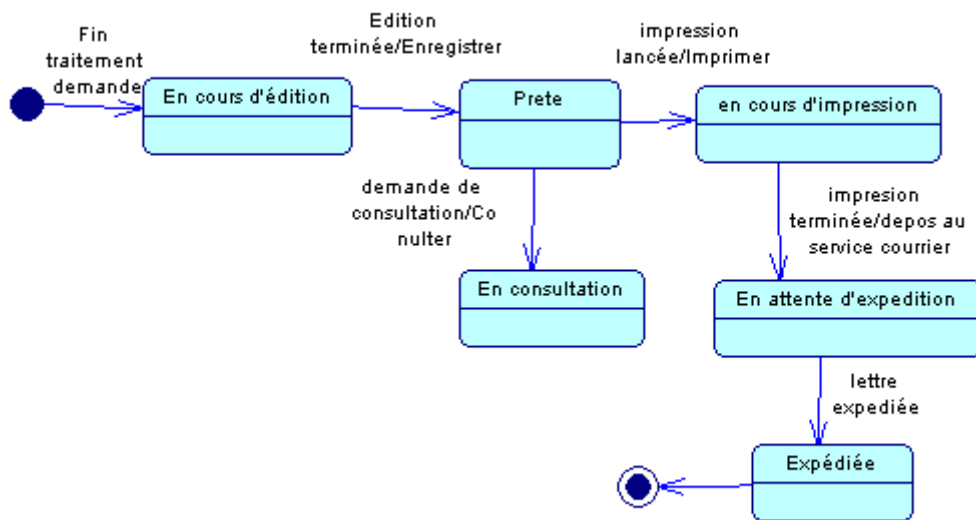 Fin
traitement
demande
Edition
terminée/Enregistrer
impression
lancée/Imprimer
En cours d'édition
Prete
en cours d'impression
demande de
consultation/Co
nulter
impresion
terminée/depos au
service courrier
En consultation
En attente d'expedition
lettre
expediée
Expédiée